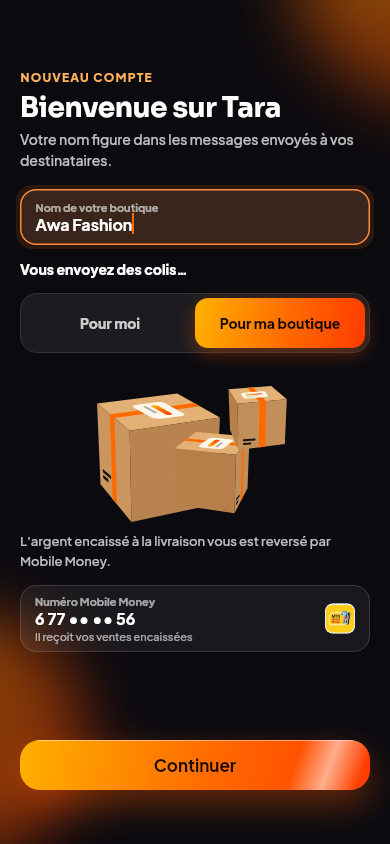 NOUVEAU COMPTE
Bienvenue sur Tara
Votre nom figure dans les messages envoyés à vos
destinataires.
Nom de votre boutique
Awa Fashion
Vous envoyez des colis...
Pour moi
Pour ma boutique
L'argent encaissé à la livraison vous est reversé par
Mobile Money.
Numéro Mobile Money
6 77 •• •• 56
Il reçoit vos ventes encaissées
Continuer